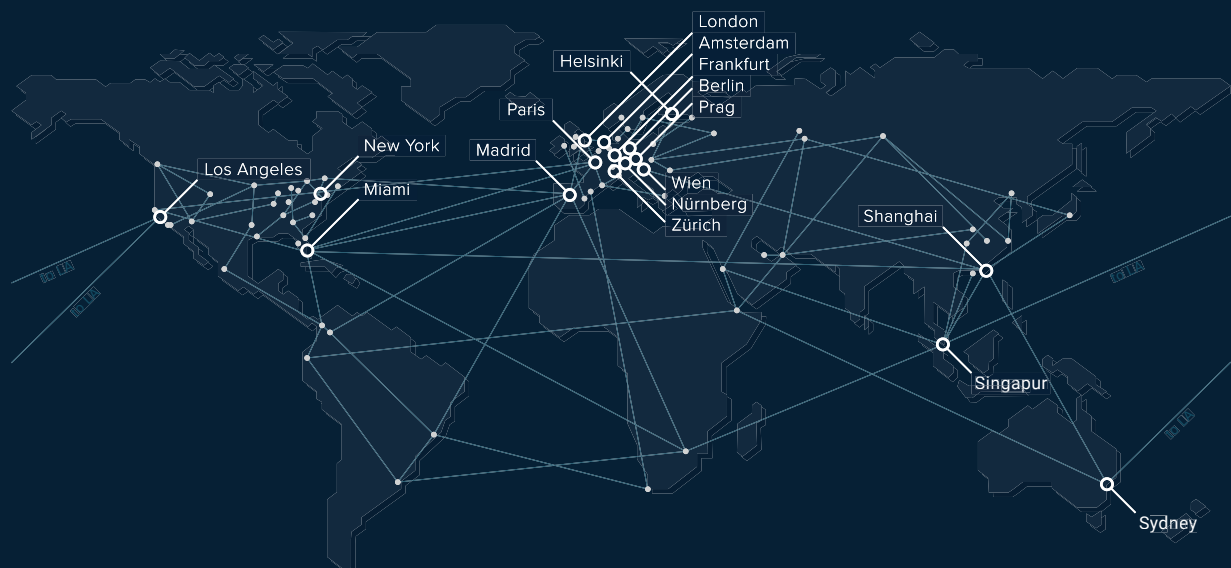 London
Amsterdam
Helsinki
Frankfurt
Berlin
Paris
Prag
New York
Madrid
Los Angeles
Miami
Wien
Nürnberg
Shanghai
Zürich
Singapur
Sydney